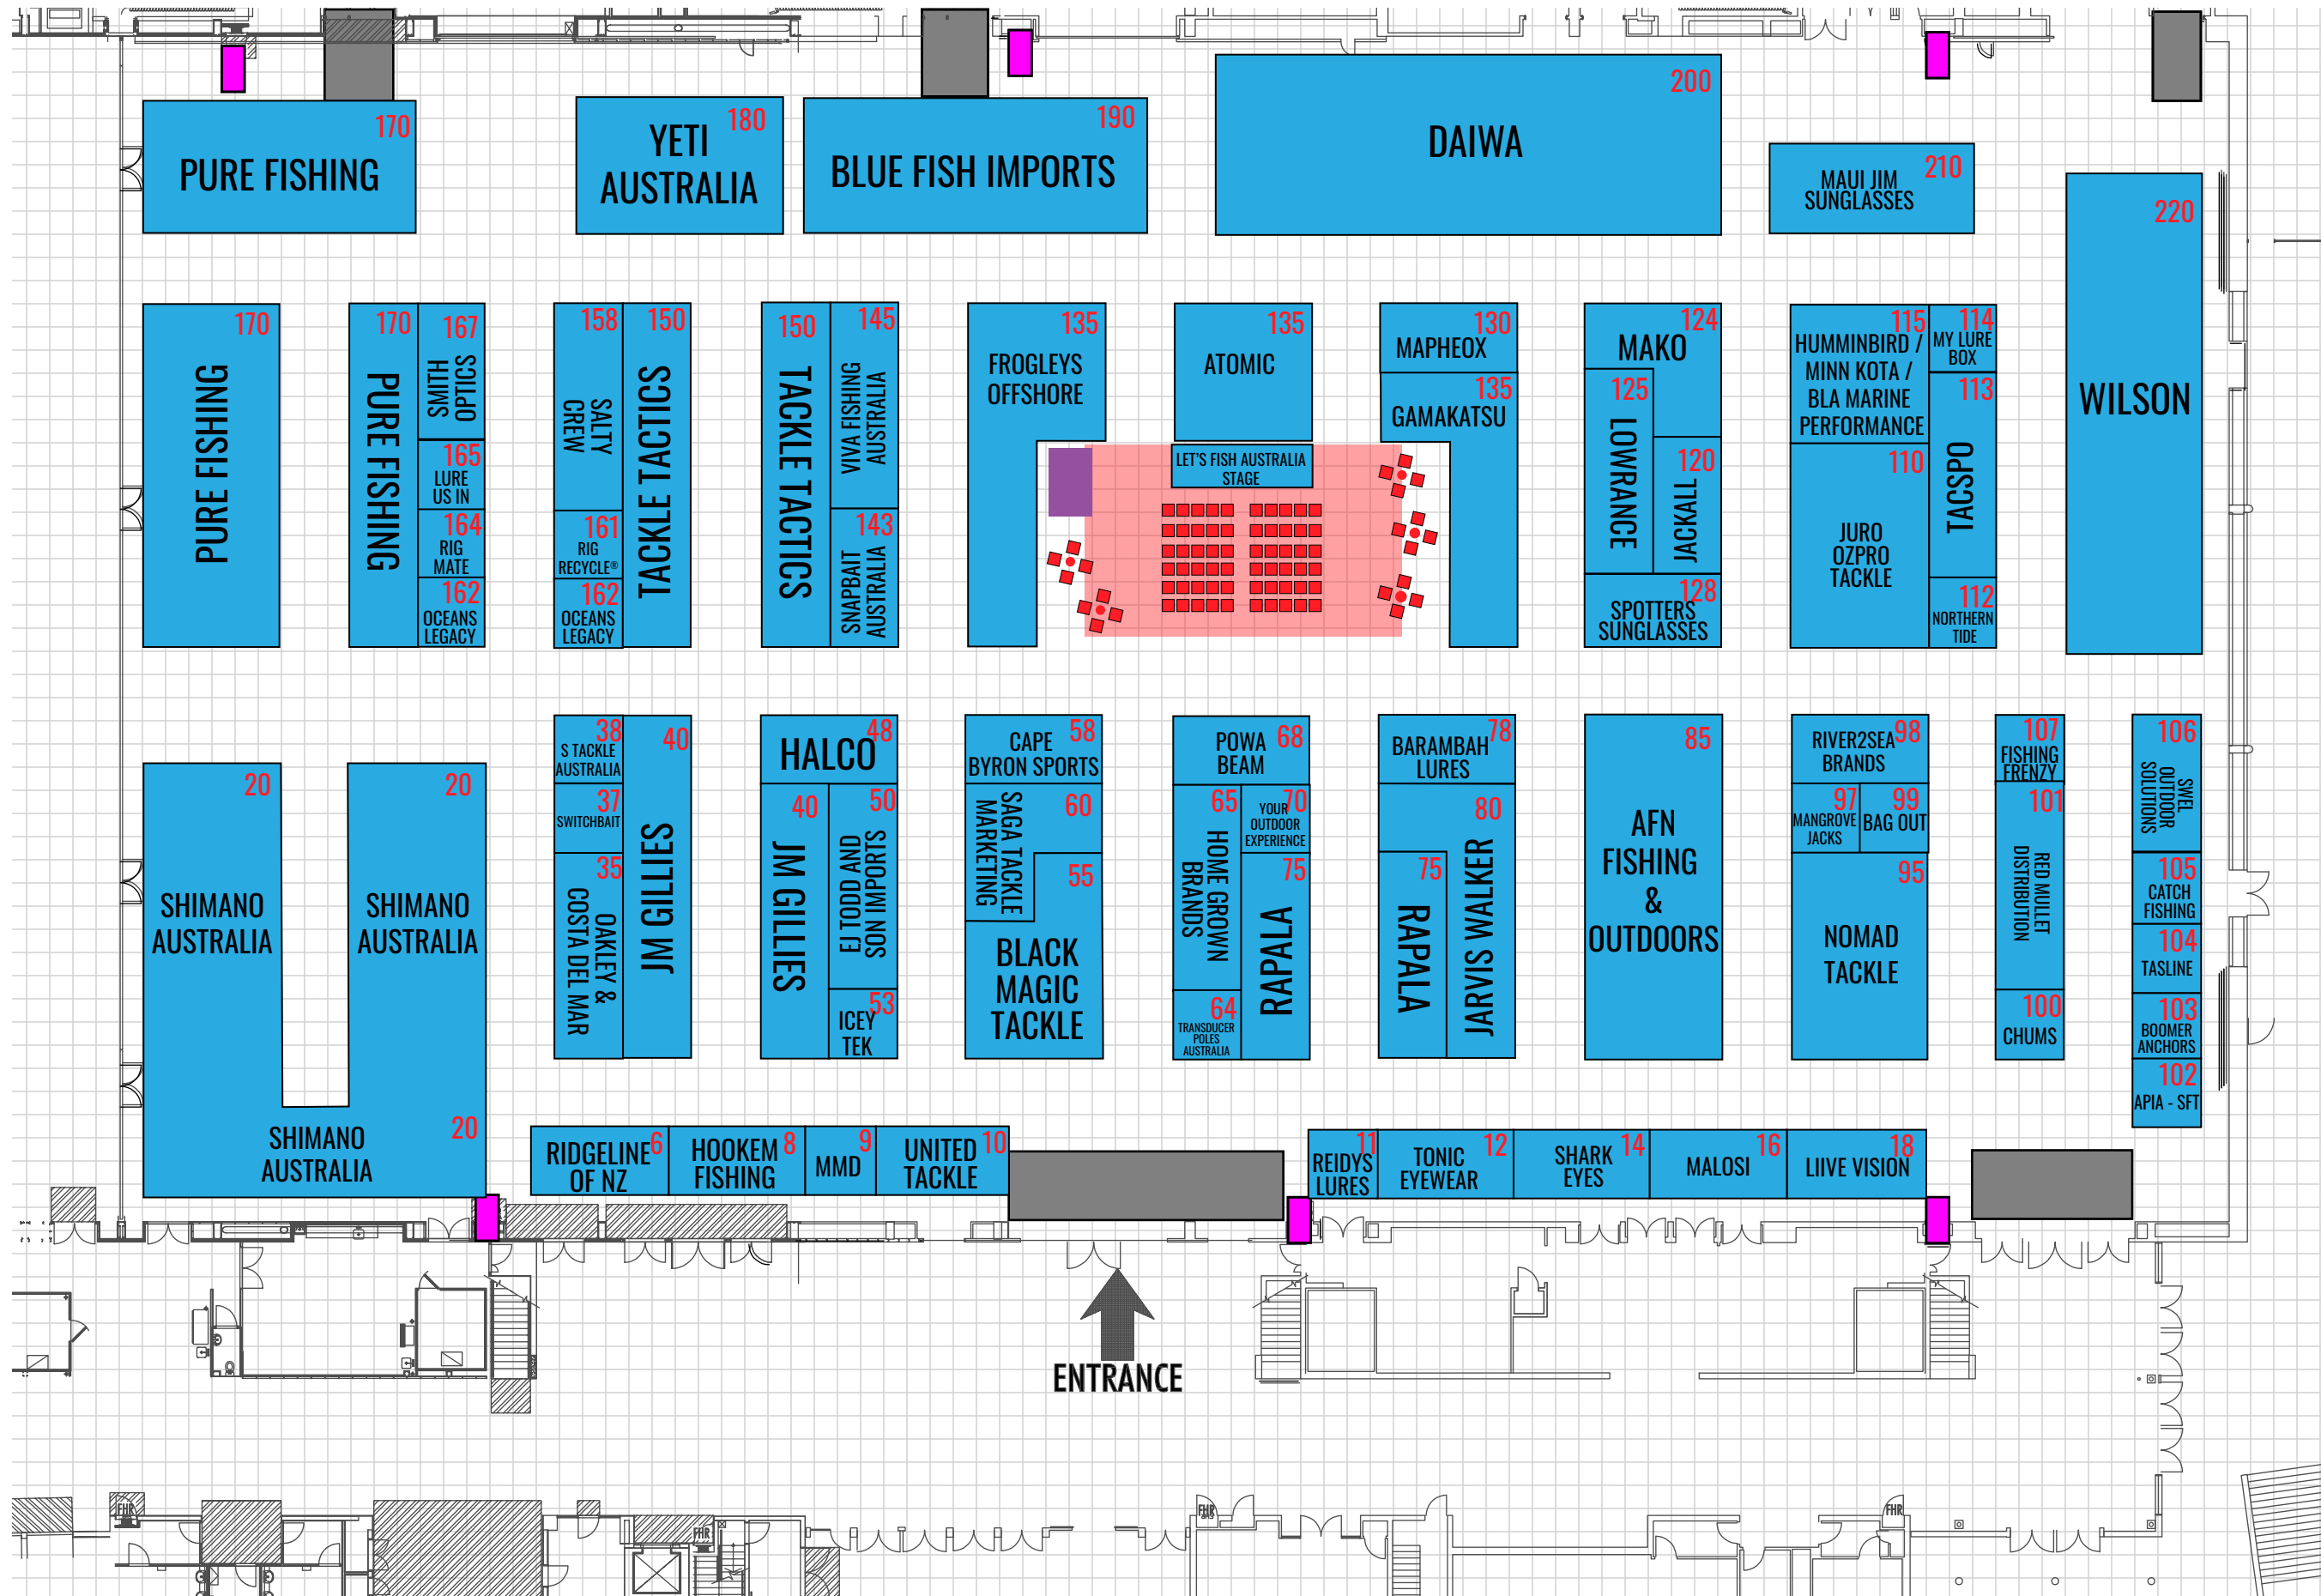 170
PURE FISHING
180
YETI
AUSTRALIA
190
BLUE FISH IMPORTS
200
DAIWA
210
MAUI JIM
SUNGLASSES
220
WILSON
170
PURE FISHING
170
PURE FISHING
167
SMITH
OPTICS
165
LURE
US IN
164
RIG
MATE
162
OCEANS
LEGACY
158
SALTY
CREW
161
RIG
RECYCLE®
162
OCEANS
LEGACY
150
TACKLE TACTICS
150
TACKLE TACTICS
145
VIVA FISHING
AUSTRALIA
143
SNAPBAIT
AUSTRALIA
135
FROGLEYS
OFFSHORE
135
ATOMIC
LET'S FISH AUSTRALIA
STAGE
130
MAPHEOX
135
GAMAKATSU
124
MAKO
125
LOWRANCE
120
JACKALL
128
SPOTTERS
SUNGLASSES
115
HUMMINBIRD /
MINN KOTA /
BLA MARINE
PERFORMANCE
110
JURO
OZPRO
TACKLE
114
MY LURE
BOX
113
TACSPO
112
NORTHERN
TIDE
20
SHIMANO
AUSTRALIA
20
SHIMANO
AUSTRALIA
20
SHIMANO
AUSTRALIA
38
S TACKLE
AUSTRALIA
37
SWITCHBAIT
35
OAKLEY &
COSTA DEL MAR
40
JM GILLIES
48
HALCO
40
JM GILLIES
50
EJ TODD AND
SON IMPORTS
53
ICEY
TEK
58
CAPE
BYRON SPORTS
60
SAGA TACKLE
MARKETING
55
BLACK
MAGIC
TACKLE
68
POWA
BEAM
65
HOME GROWN
BRANDS
70
YOUR
OUTDOOR
EXPERIENCE
75
RAPALA
64
TRANSDUCER
POLES
AUSTRALIA
78
BARAMBAH
LURES
80
JARVIS WALKER
75
RAPALA
85
AFN
FISHING
&
OUTDOORS
98
RIVER2SEA
BRANDS
97
MANGROVE
JACKS
99
BAG OUT
95
NOMAD
TACKLE
107
FISHING
FRENZY
101
RED MULLET
DISTRIBUTION
100
CHUMS
106
SWEL
OUTDOOR
SOLUTIONS
105
CATCH
FISHING
104
TASLINE
103
BOOMER
ANCHORS
102
APIA - SFT
6
RIDGELINE
OF NZ
8
HOOKEM
FISHING
9
MMD
10
UNITED
TACKLE
11
REIDYS
LURES
12
TONIC
EYEWEAR
14
SHARK
EYES
16
MALOSI
18
LIIVE VISION
ENTRANCE
FHR
FHR
FHR
FHR